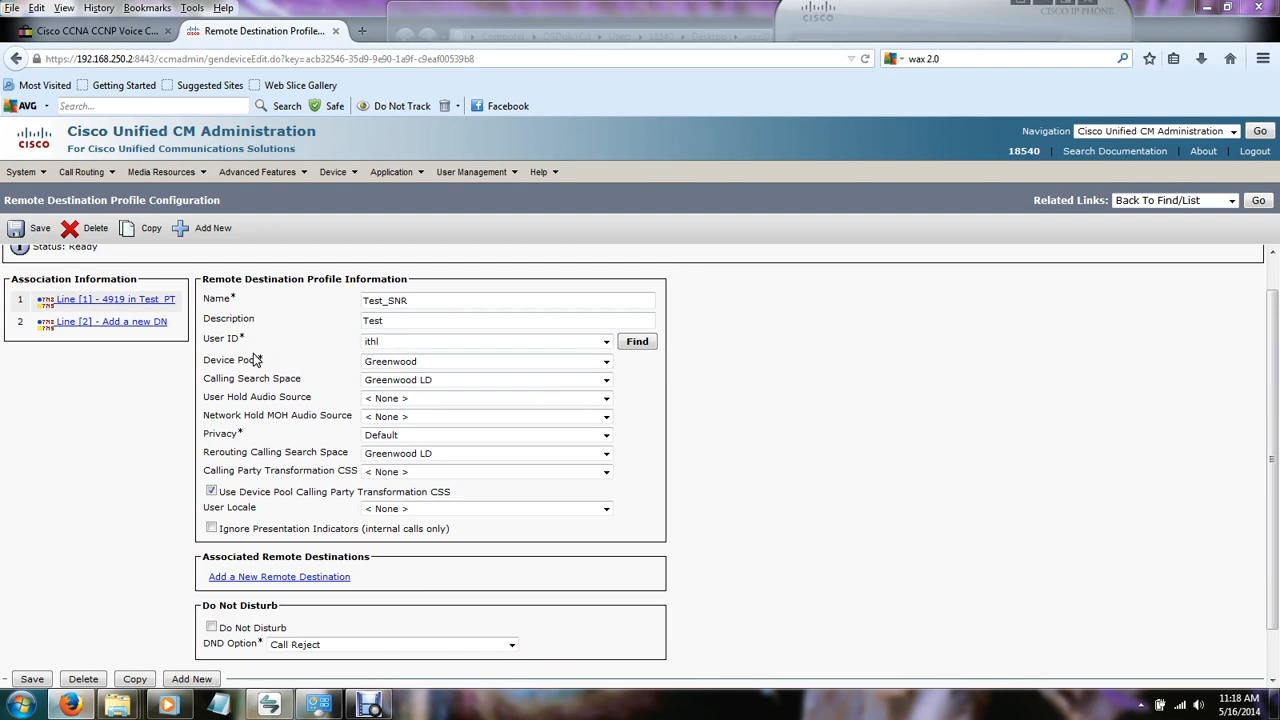 File Edit View History Bookmarks Tools Help
CISCO
CISCO IP PHONE
Cisco CCNA CCNP Voice C... × Remote Destination Profile... × +
https://192.168.250.2:8443/ccmadmin/gendeviceEdit.do?key=acb32546-35d9-9e90-1a9f-c9eaf00539b8
wax 2.0
Most Visited Getting Started Suggested Sites Web Slice Gallery
AVG Search... Search Safe Do Not Track Facebook
CISCO
Cisco Unified CM Administration
For Cisco Unified Communications Solutions
Navigation Cisco Unified CM Administration Go
18540 Search Documentation About Logout
System Call Routing Media Resources Advanced Features Device Application User Management Help
Remote Destination Profile Configuration
Related Links: Back To Find/List Go
Save Delete Copy Add New
Status: Ready
Association Information
1 Line [1] - 4919 in Test_PT
2 Line [2] - Add a new DN
Remote Destination Profile Information
Name* Test_SNR
Description Test
User ID* ithl Find
Device Pool* Greenwood
Calling Search Space Greenwood LD
User Hold Audio Source < None >
Network Hold MOH Audio Source < None >
Privacy* Default
Rerouting Calling Search Space Greenwood LD
Calling Party Transformation CSS < None >
Use Device Pool Calling Party Transformation CSS
User Locale < None >
Ignore Presentation Indicators (internal calls only)
Associated Remote Destinations
Add a New Remote Destination
Do Not Disturb
Do Not Disturb
DND Option* Call Reject
Save Delete Copy Add New
11:18 AM
5/16/2014